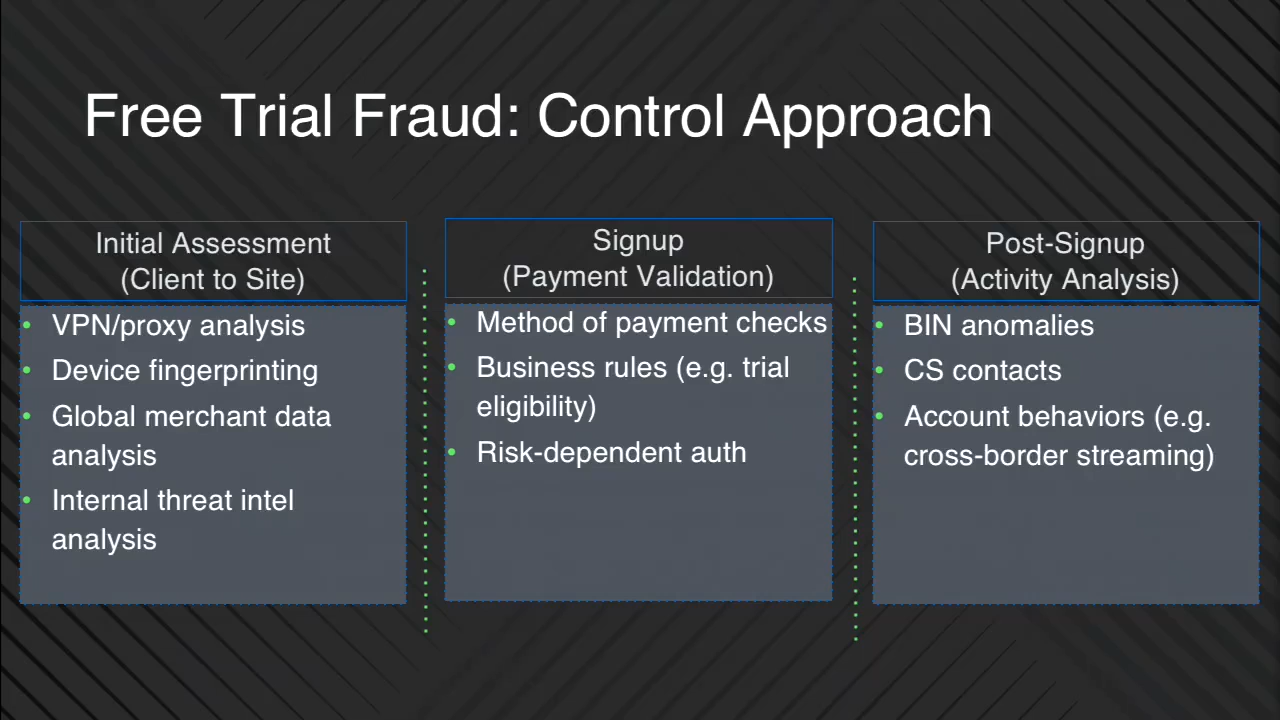 Free Trial Fraud: Control Approach
Initial Assessment
(Client to Site)
• VPN/proxy analysis
• Device fingerprinting
• Global merchant data
analysis
• Internal threat intel
analysis
Signup
(Payment Validation)
• Method of payment checks
• Business rules (e.g. trial
eligibility)
• Risk-dependent auth
Post-Signup
(Activity Analysis)
• BIN anomalies
• CS contacts
• Account behaviors (e.g.
cross-border streaming)